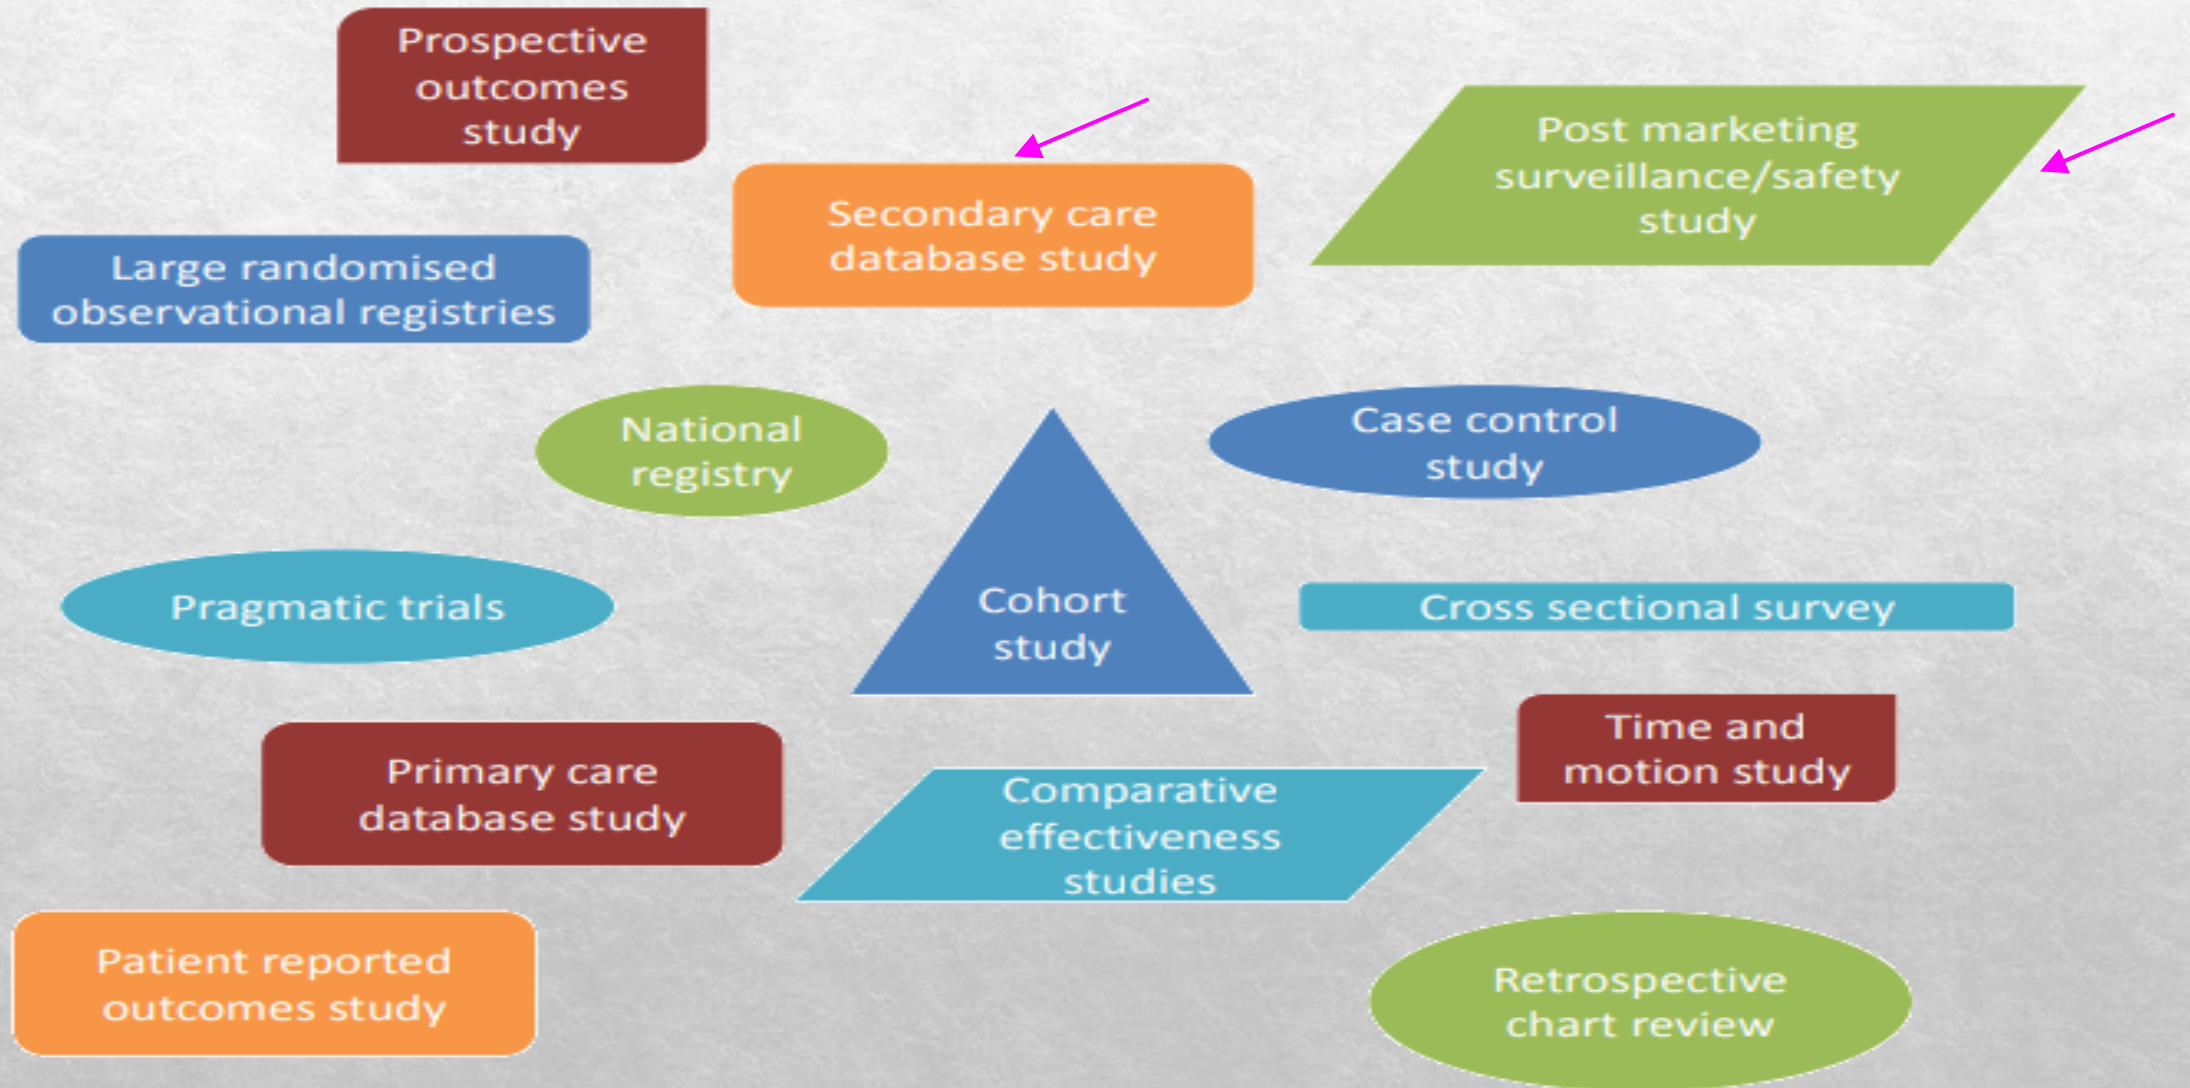 Prospective
outcomes
study
Secondary care
database study
Post marketing
surveillance/safety
study
Large randomised
observational registries
National
registry
Case control
study
Cohort
study
Pragmatic trials
Cross sectional survey
Primary care
database study
Comparative
effectiveness
studies
Time and
motion study
Patient reported
outcomes study
Retrospective
chart review